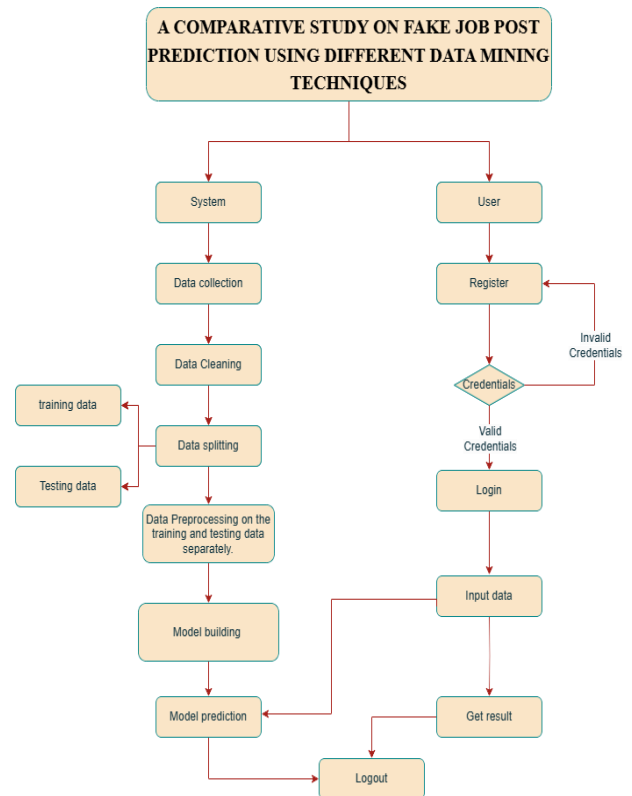 A COMPARATIVE STUDY ON FAKE JOB POST
PREDICTION USING DIFFERENT DATA MINING
TECHNIQUES
System
User
Data collection
Register
Invalid
Credentials
Data Cleaning
Credentials
training data
Valid
Credentials
Data splitting
Testing data
Login
Data Preprocessing on the
training and testing data
separately.
Input data
Model building
Model prediction
Get result
Logout